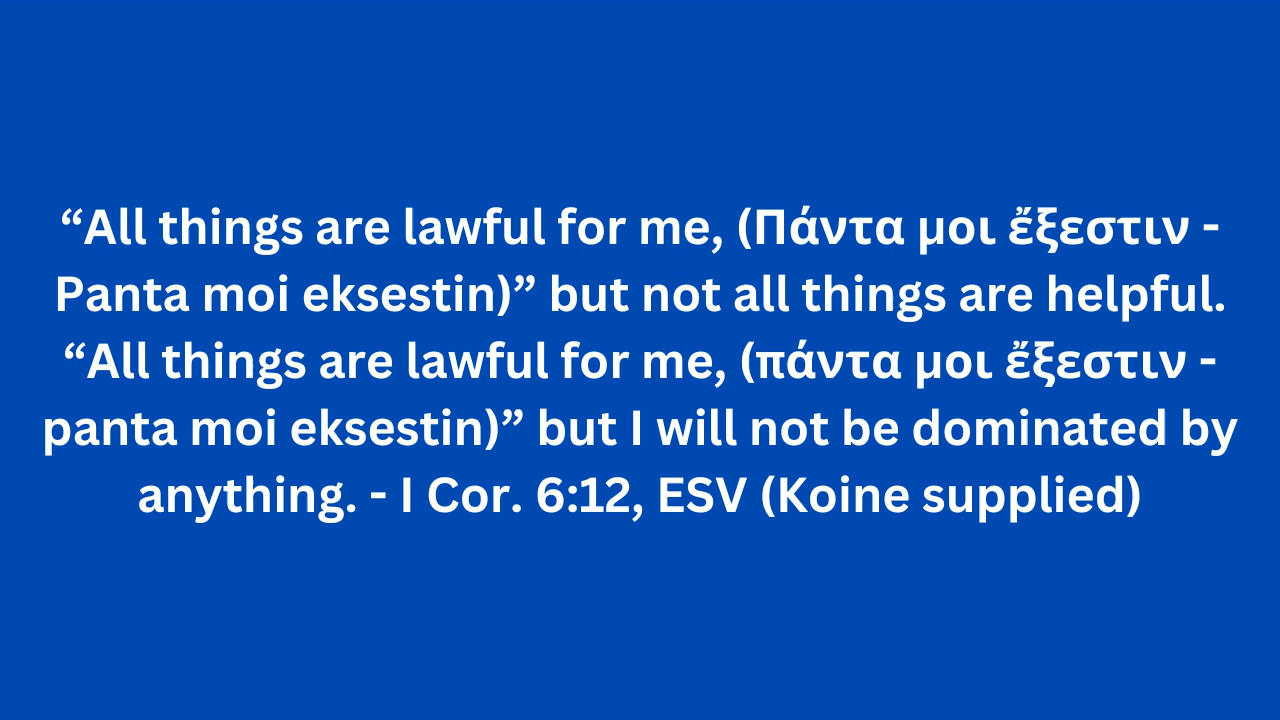 “All things are lawful for me, (Πάντα μοι ἔξεστιν -
Panta moi eksestin)” but not all things are helpful.
“All things are lawful for me, (πάντα μοι ἔξεστιν -
panta moi eksestin)” but I will not be dominated by
anything. - I Cor. 6:12, ESV (Koine supplied)